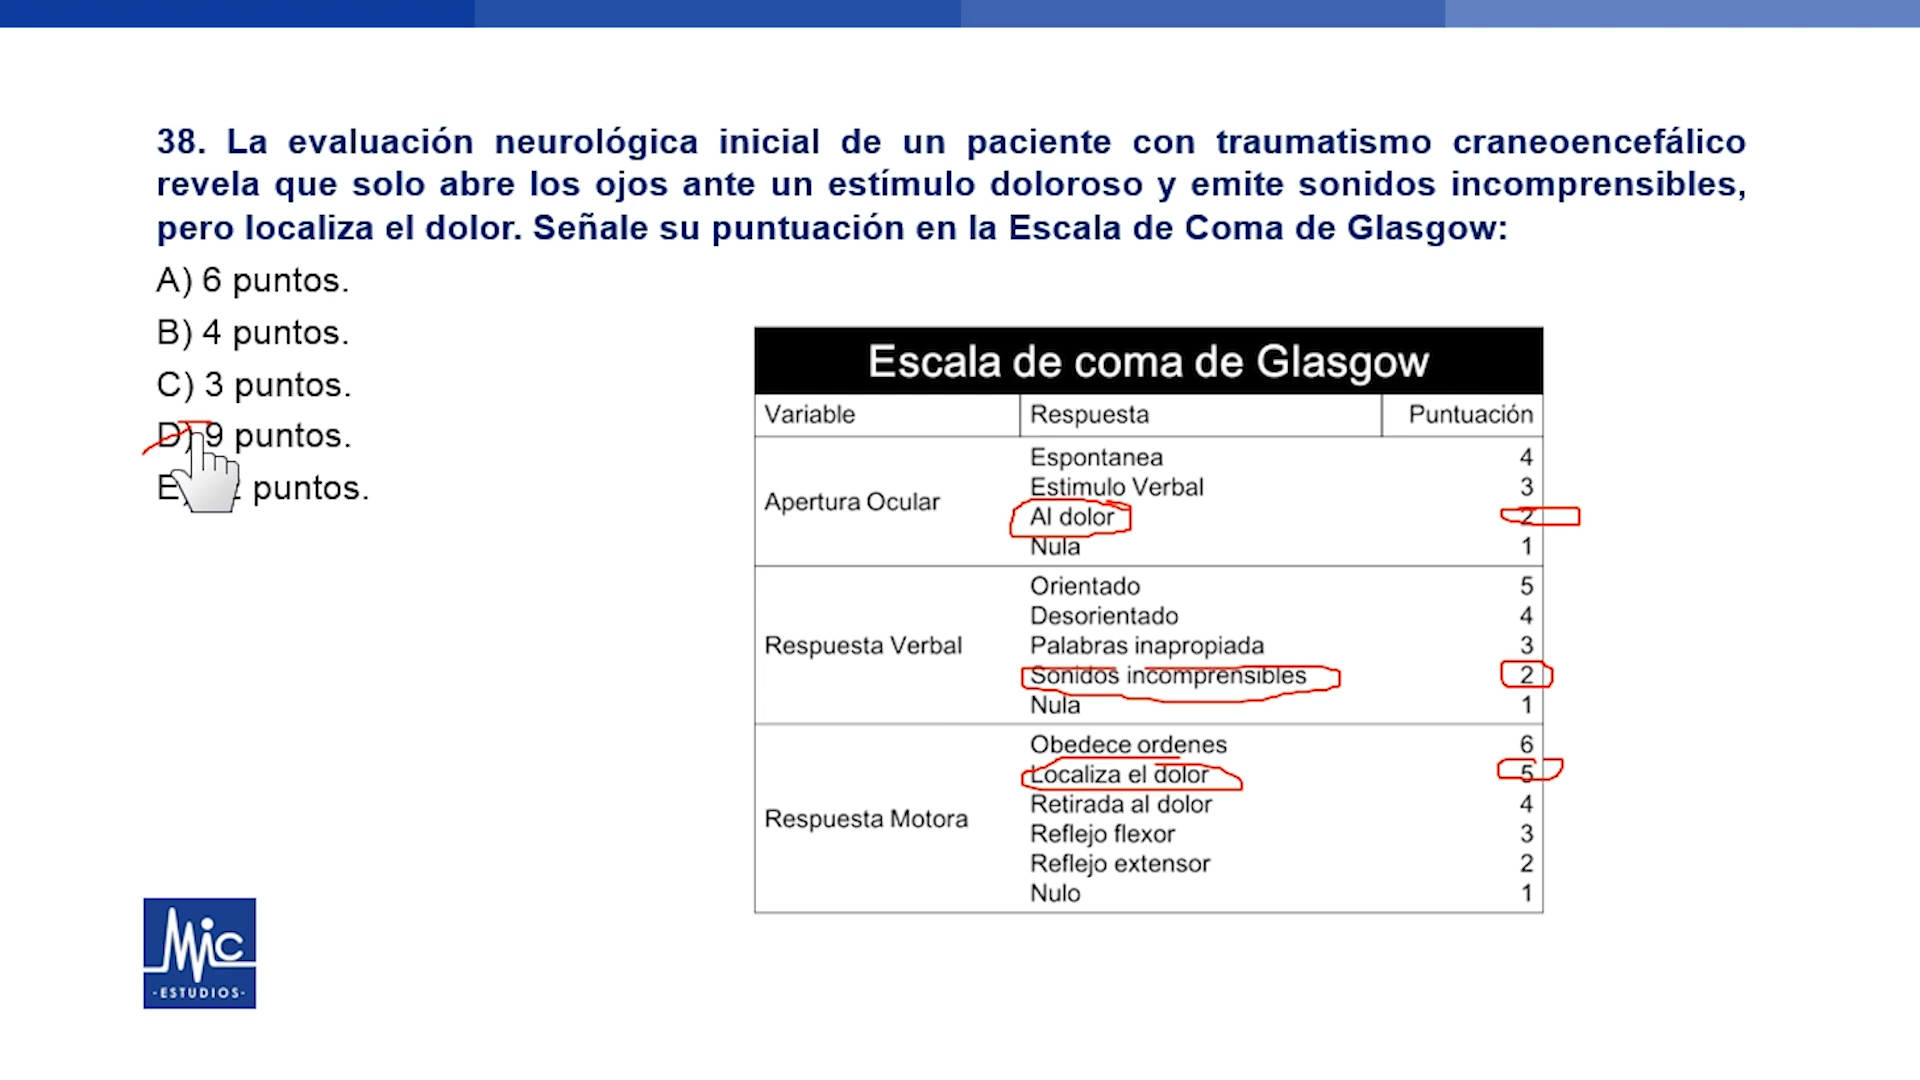 38. La evaluación neurológica inicial de un paciente con traumatismo craneoencefálico
revela que solo abre los ojos ante un estímulo doloroso y emite sonidos incomprensibles,
pero localiza el dolor. Señale su puntuación en la Escala de Coma de Glasgow:
A) 6 puntos.
B) 4 puntos.
C) 3 puntos.
D) 9 puntos.
puntos.
Escala de coma de Glasgow
Variable Respuesta Puntuación
Apertura Ocular
Espontanea 4
Estimulo Verbal 3
Al dolor 2
Nula 1
Respuesta Verbal
Orientado 5
Desorientado 4
Palabras inapropiada 3
Sonidos incomprensibles 2
Nula 1
Respuesta Motora
Obedece ordenes 6
Localiza el dolor 5
Retirada al dolor 4
Reflejo flexor 3
Reflejo extensor 2
Nulo 1
Mic
·ESTUDIOS·